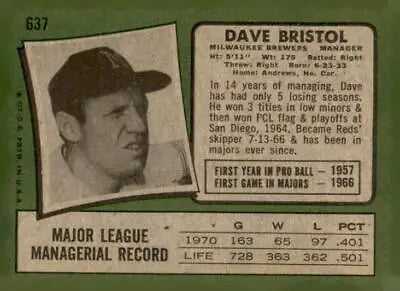 637
DAVE BRISTOL
MILWAUKEE BREWERS MANAGER
Ht: 5'11" Wt: 175 Batted: Right
Threw: Right Born: 6-23-33
Home: Andrews, No. Car.
In 14 years of managing, Dave
has had only 5 losing seasons.
He won 3 titles in low minors &
then won PCL flag & playoffs at
San Diego, 1964. Became Reds'
skipper 7-13-66 & has been in
majors ever since.
FIRST YEAR IN PRO BALL — 1957
FIRST GAME IN MAJORS — 1966
© T.C.G. PRTD. IN U.S.A.
MAJOR LEAGUE
MANAGERIAL RECORD
G W L PCT
1970 163 65 97 .401
LIFE 728 363 362 .501